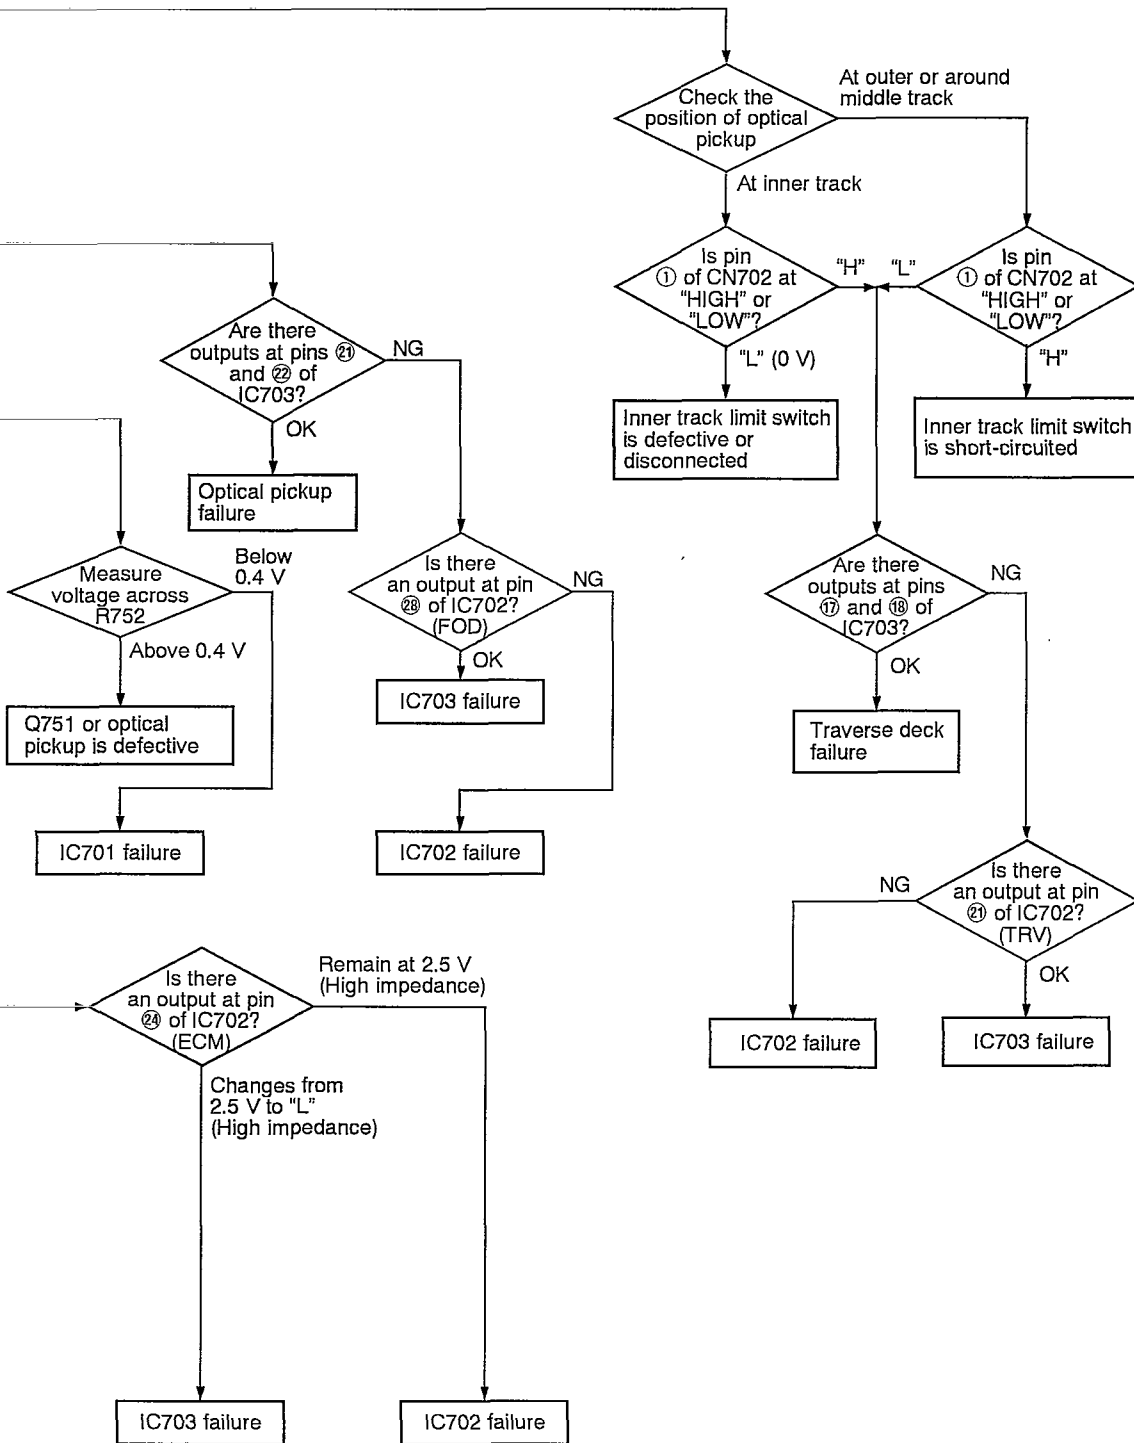 Check the
position of optical
pickup
At outer or around
middle track
At inner track
Is pin
① of CN702 at
"HIGH" or
"LOW"?
"H"
"L"
Is pin
① of CN702 at
"HIGH" or
"LOW"?
"L" (0 V)
"H"
Inner track limit switch
is defective or
disconnected
Inner track limit switch
is short-circuited
Are there
outputs at pins ㉑
and ㉒ of
IC703?
NG
OK
Optical pickup
failure
Measure
voltage across
R752
Below
0.4 V
Above 0.4 V
Q751 or optical
pickup is defective
IC701 failure
Is there
an output at pin
㉘ of IC702?
(FOD)
NG
OK
IC703 failure
IC702 failure
Are there
outputs at pins
⑰ and ⑱ of
IC703?
NG
OK
Traverse deck
failure
Is there
an output at pin
㉑ of IC702?
(TRV)
NG
OK
IC702 failure
IC703 failure
Is there
an output at pin
㉔ of IC702?
(ECM)
Remain at 2.5 V
(High impedance)
Changes from
2.5 V to "L"
(High impedance)
IC703 failure
IC702 failure